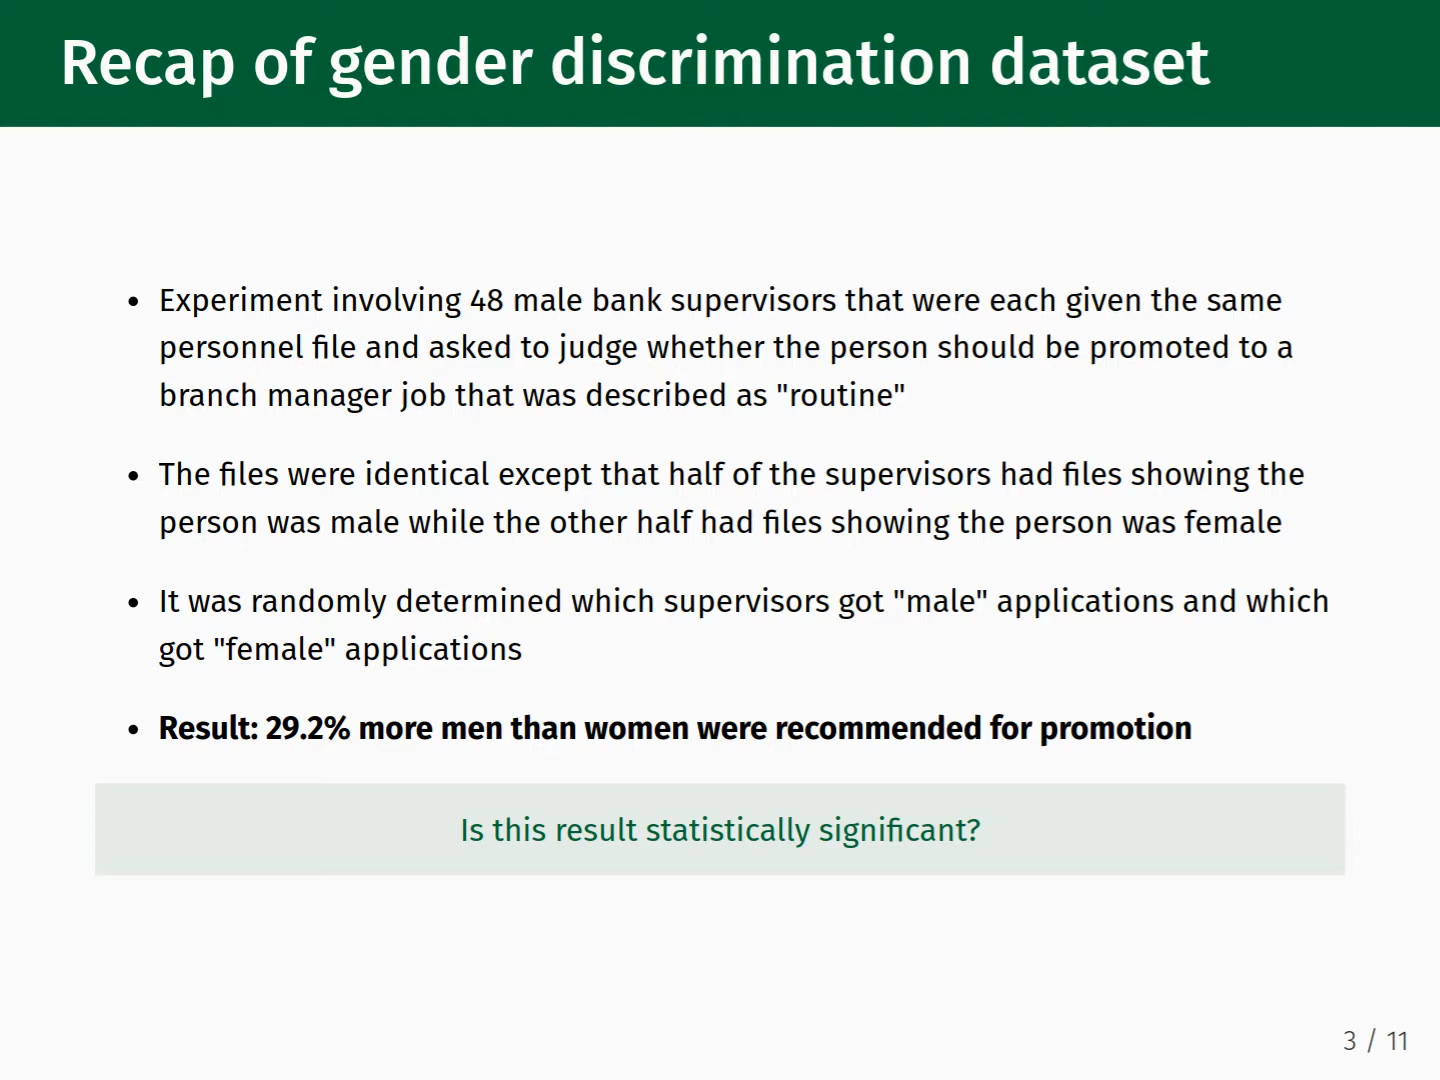 Recap of gender discrimination dataset
• Experiment involving 48 male bank supervisors that were each given the same
personnel file and asked to judge whether the person should be promoted to a
branch manager job that was described as "routine"
• The files were identical except that half of the supervisors had files showing the
person was male while the other half had files showing the person was female
• It was randomly determined which supervisors got "male" applications and which
got "female" applications
• Result: 29.2% more men than women were recommended for promotion
Is this result statistically significant?
3 / 11